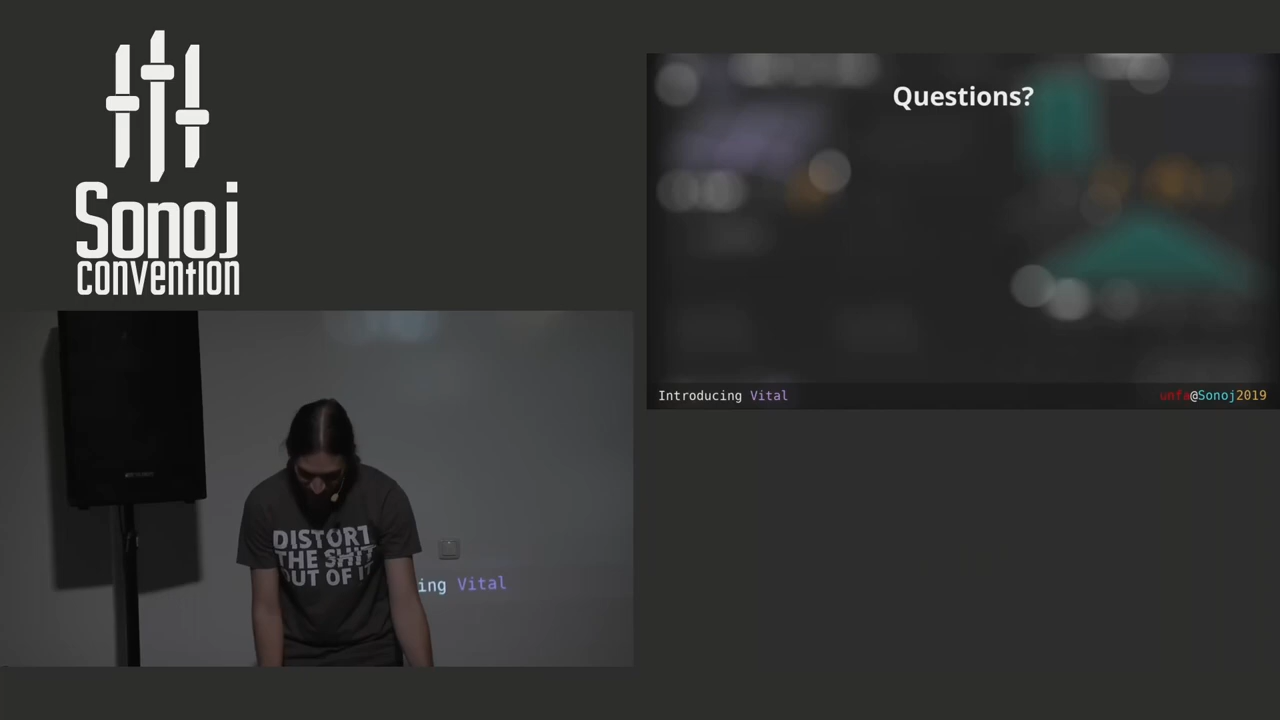 Sonoj
convention
Questions?
Introducing Vital
unfa@Sonoj2019
DISTORT
THE SHIT
OUT OF IT
ing Vital